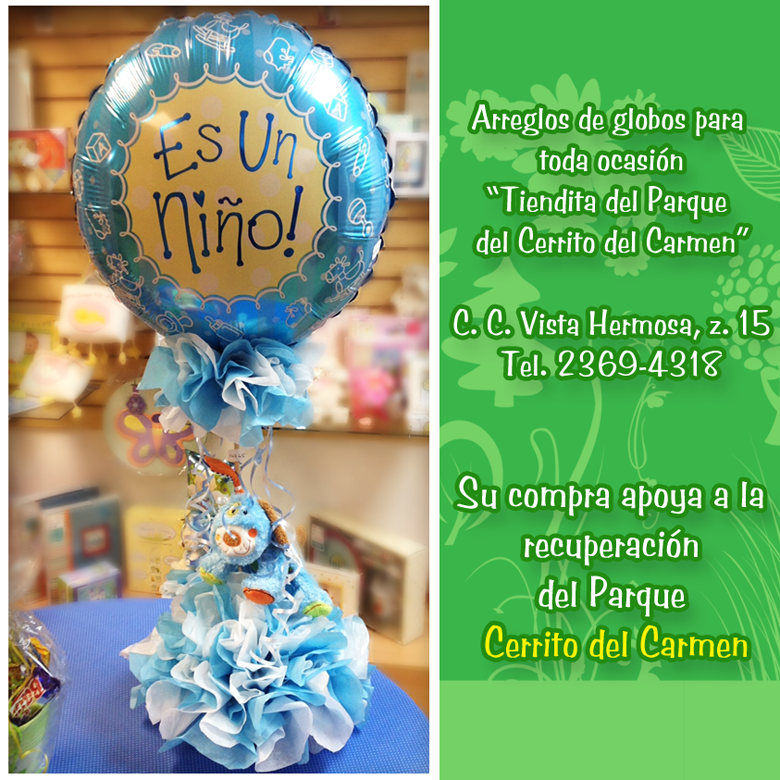 Es Un
Niño!
Arreglos de globos para
toda ocasión
“Tiendita del Parque
del Cerrito del Carmen”
C. C. Vista Hermosa, z. 15
Tel. 2369-4318
Su compra apoya a la
recuperación
del Parque
Cerrito del Carmen